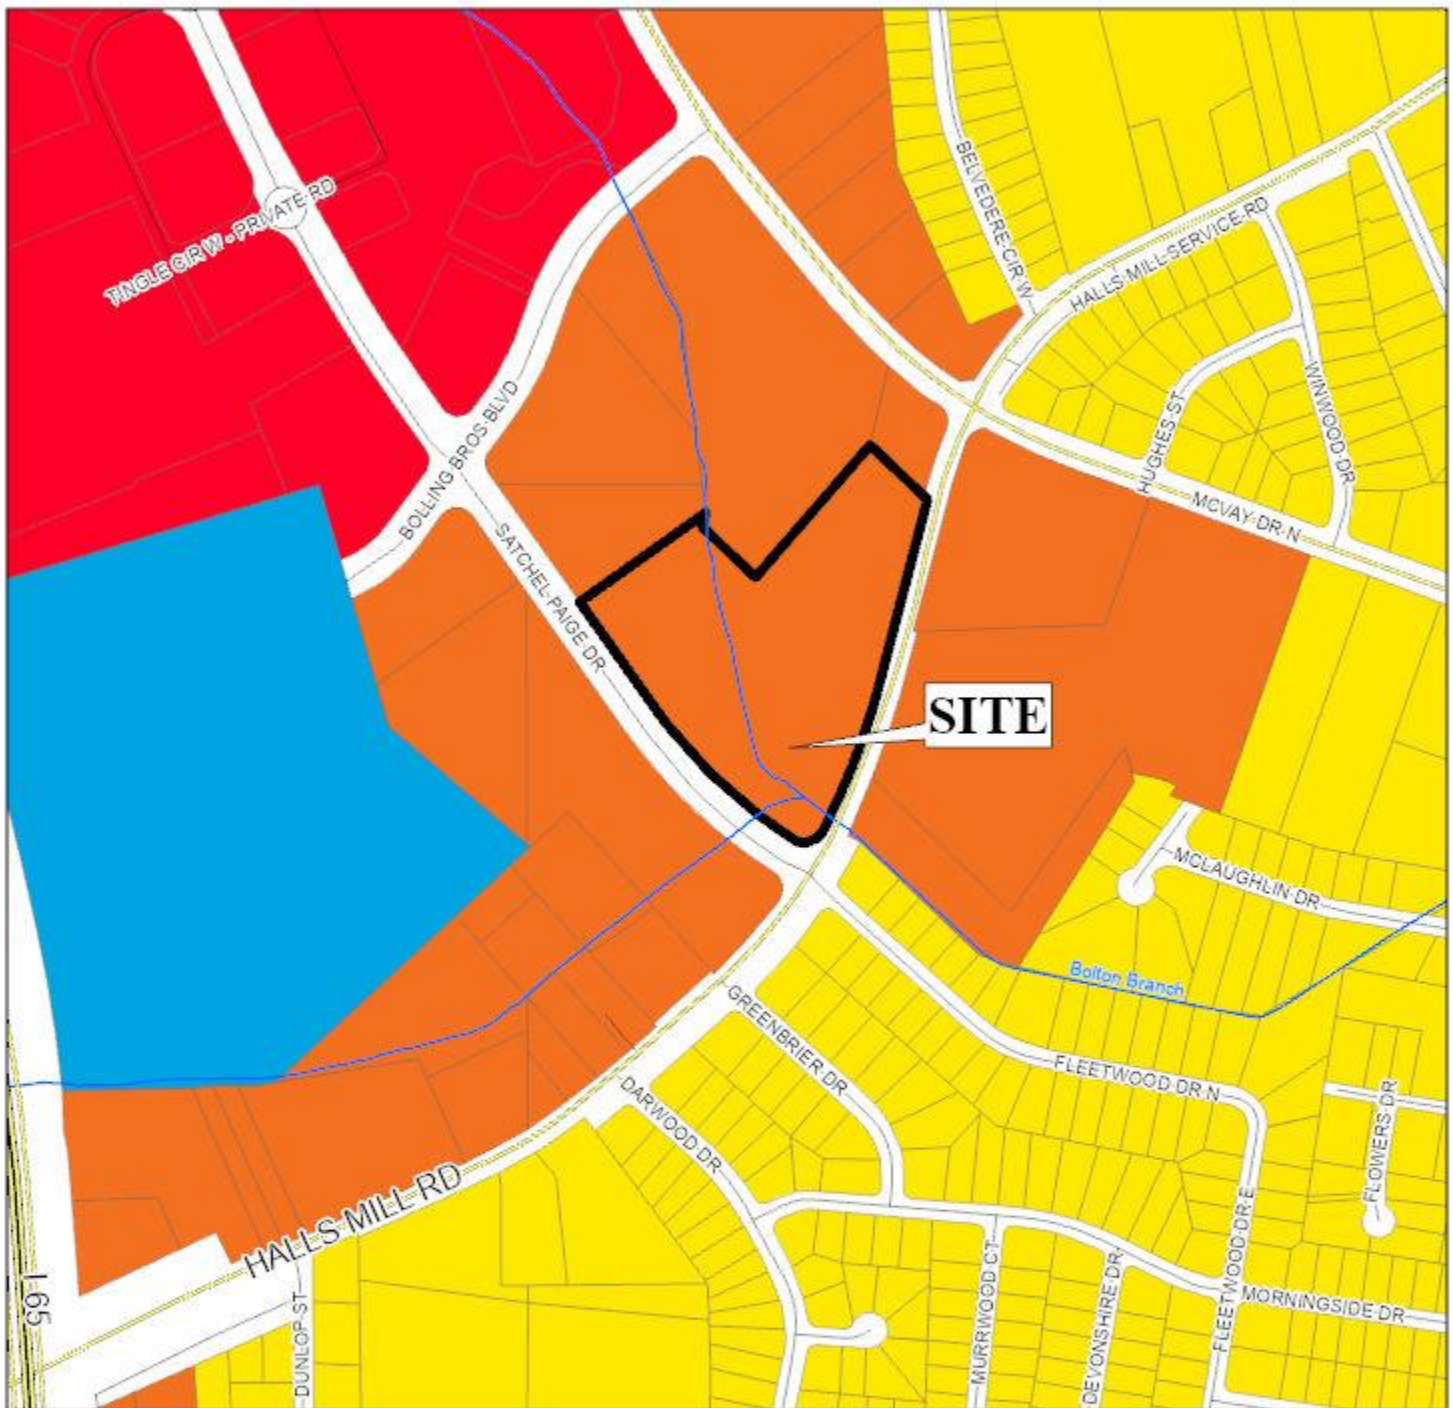 BELVEDERE-CIR-W
TINGLE CIR W - PRIVATE RD
HALLS-MILL-SERVICE-RD
WINWOOD-DR
HUGHES-ST
BOLLING-BROS-BLVD
MCVAY-DR-N
SATCHEL-PAIGE-DR
SITE
MCLAUGHLIN-DR
Bolton Branch
GREENBRIER-DR
FLEETWOOD-DR-N
DARWOOD-DR
FLOWERS-DR
HALLS-MILL-RD
FLEETWOOD-DR-E
I-65
MURRWOOD-CT
DEVONSHIRE-DR
MORNINGSIDE-DR
DUNLOP-ST